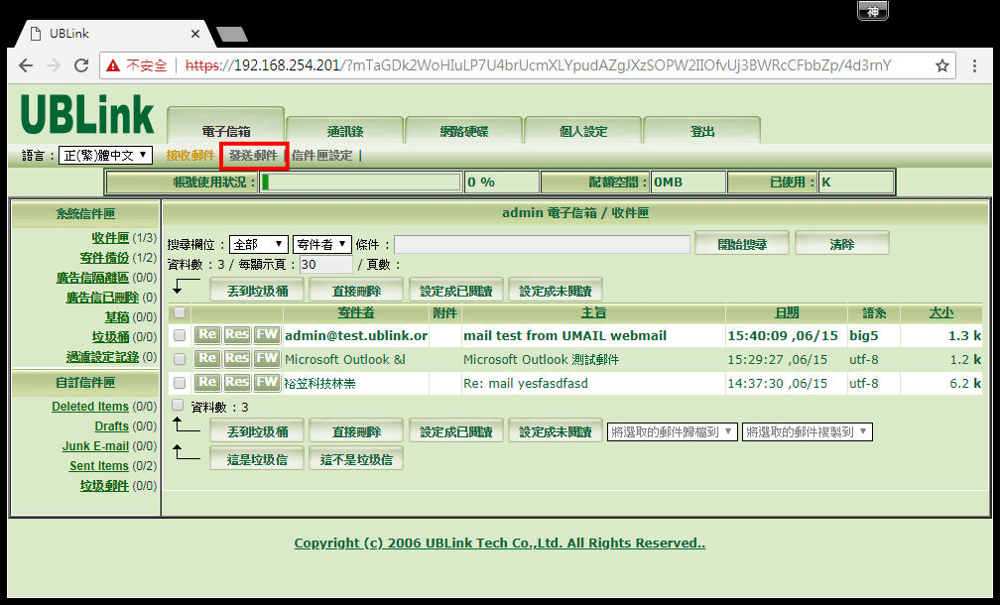 神
UBLink
不安全 https://192.168.254.201/?mTaGDk2WoHIuLP7U4brUcmXLYpudAZgJXzSOPW2IIOfvUj3BWRcCFbbZp/4d3rnY
UBLink
電子信箱 通訊錄 網路硬碟 個人設定 登出
語言：正(繁)體中文▼ 接收郵件 發送郵件 | 信件匣設定 |
帳號使用狀況： 0 % 配額空間： 0MB 已使用： K
系統信件匣
收件匣 (1/3)
寄件備份 (1/2)
廣告信隔離區 (0/0)
廣告信已刪除 (0)
草稿 (0/0)
垃圾桶 (0/0)
過濾設定記錄 (0)
自訂信件匣
Deleted Items (0/0)
Drafts (0/0)
Junk E-mail (0/0)
Sent Items (0/2)
垃圾郵件 (0/0)
admin 電子信箱 / 收件匣
搜尋欄位：全部▼ 寄件者▼ 條件： 開始搜尋 清除
資料數：3 / 每顯示頁：30 / 頁數：
丟到垃圾桶 直接刪除 設定成已閱讀 設定成未閱讀
寄件者 附件 主旨 日期 語系 大小
Re Res FW admin@test.ublink.or mail test from UMAIL webmail 15:40:09 ,06/15 big5 1.3 k
Re Res FW Microsoft Outlook &l Microsoft Outlook 測試郵件 15:29:27 ,06/15 utf-8 1.2 k
Re Res FW 裕笠科技林崇 Re: mail yesfasdfasd 14:37:30 ,06/15 utf-8 6.2 k
資料數：3
丟到垃圾桶 直接刪除 設定成已閱讀 設定成未閱讀 將選取的郵件歸檔到▼ 將選取的郵件複製到▼
這是垃圾信 這不是垃圾信
Copyright (c) 2006 UBLink Tech Co.,Ltd. All Rights Reserved..